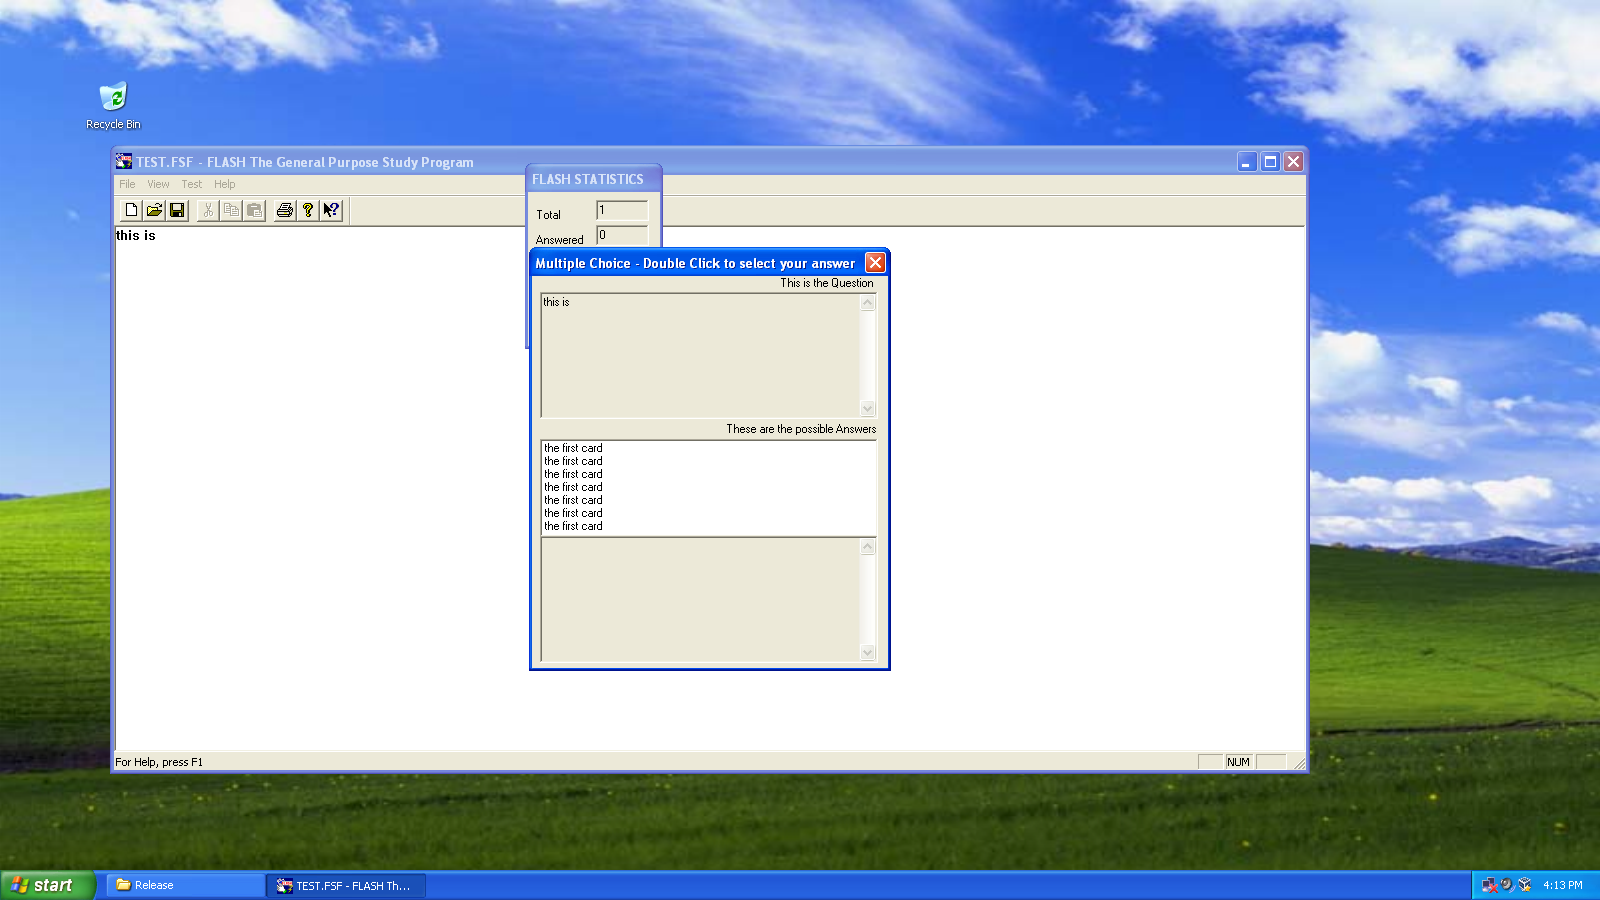 Recycle Bin
TEST.FSF - FLASH The General Purpose Study Program
File View Test Help
FLASH STATISTICS
Total 1
Answered 0
this is
Multiple Choice - Double Click to select your answer
This is the Question
this is
These are the possible Answers
the first card
the first card
the first card
the first card
the first card
the first card
the first card
For Help, press F1
NUM
start
Release
TEST.FSF - FLASH Th...
4:13 PM